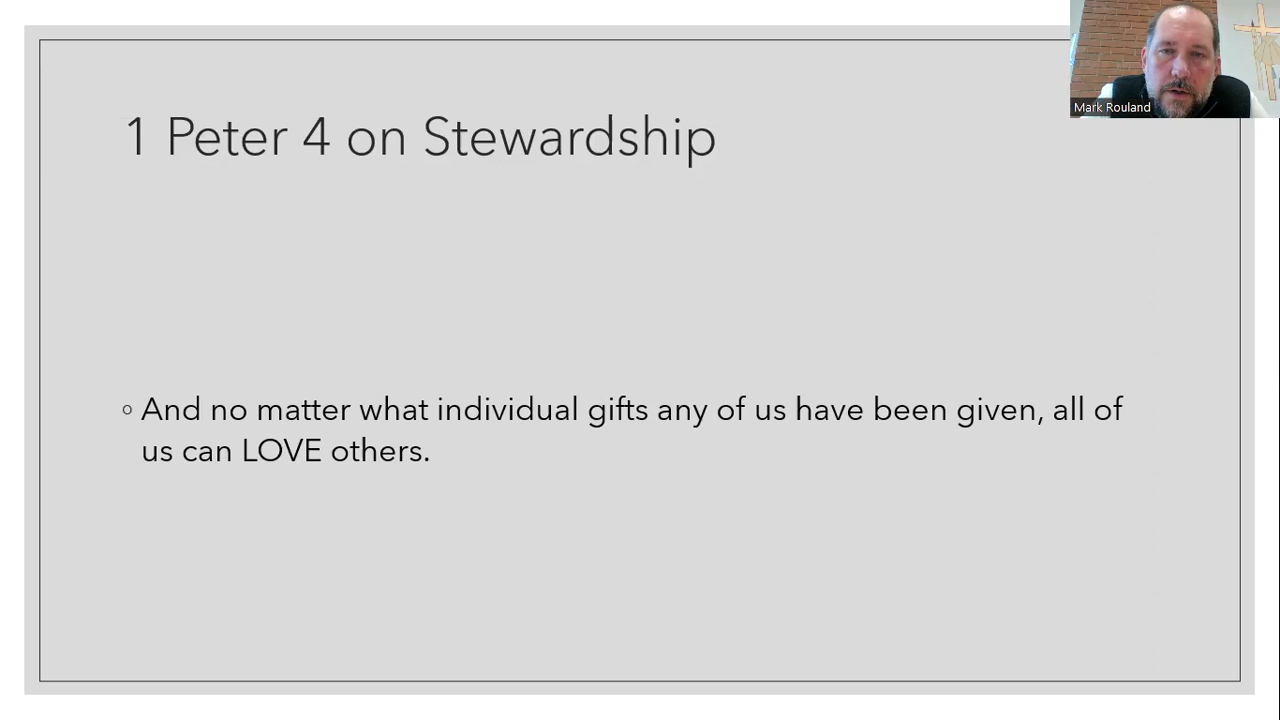 1 Peter 4 on Stewardship
Mark Rouland
◦ And no matter what individual gifts any of us have been given, all of
us can LOVE others.